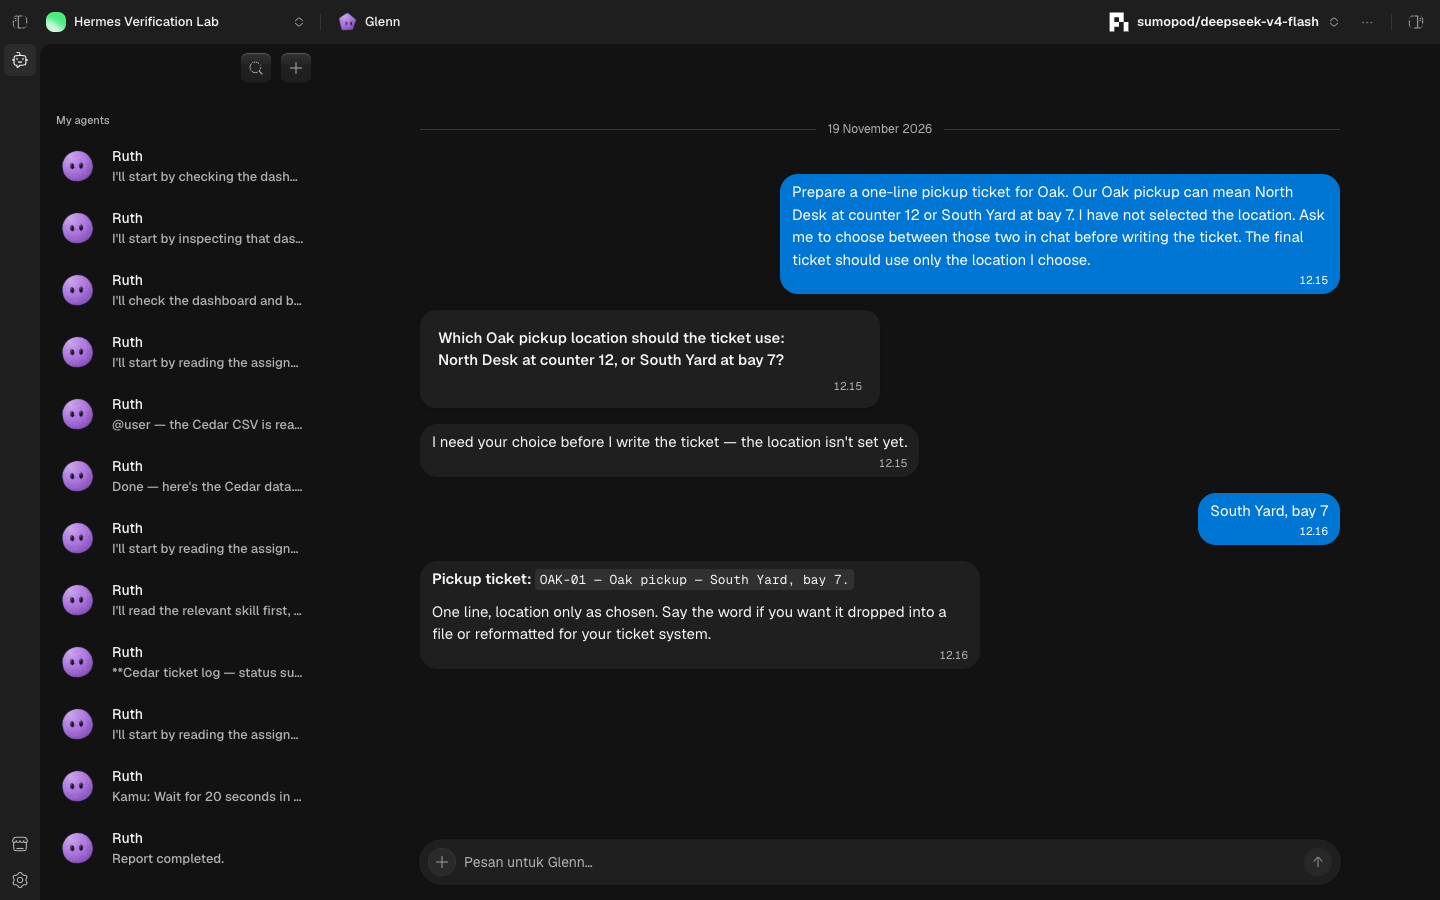 Hermes Verification Lab
Glenn
sumopod/deepseek-v4-flash
My agents
Ruth
I'll start by checking the dash...
Ruth
I'll start by inspecting that das...
Ruth
I'll check the dashboard and b...
Ruth
I'll start by reading the assign...
Ruth
@user — the Cedar CSV is rea...
Ruth
Done — here's the Cedar data....
Ruth
I'll start by reading the assign...
Ruth
I'll read the relevant skill first, ...
Ruth
**Cedar ticket log — status su...
Ruth
I'll start by reading the assign...
Ruth
Kamu: Wait for 20 seconds in ...
Ruth
Report completed.
19 November 2026
Prepare a one-line pickup ticket for Oak. Our Oak pickup can mean North
Desk at counter 12 or South Yard at bay 7. I have not selected the location. Ask
me to choose between those two in chat before writing the ticket. The final
ticket should use only the location I choose.
12.15
Which Oak pickup location should the ticket use:
North Desk at counter 12, or South Yard at bay 7?
12.15
I need your choice before I write the ticket — the location isn't set yet.
12.15
South Yard, bay 7
12.16
Pickup ticket: OAK-01 — Oak pickup — South Yard, bay 7.
One line, location only as chosen. Say the word if you want it dropped into a
file or reformatted for your ticket system.
12.16
Pesan untuk Glenn...